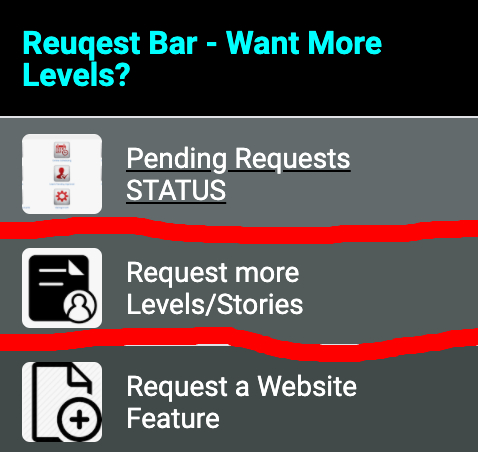 Reuqest Bar - Want More
Levels?
Pending Requests
STATUS
Request more
Levels/Stories
Request a Website
Feature